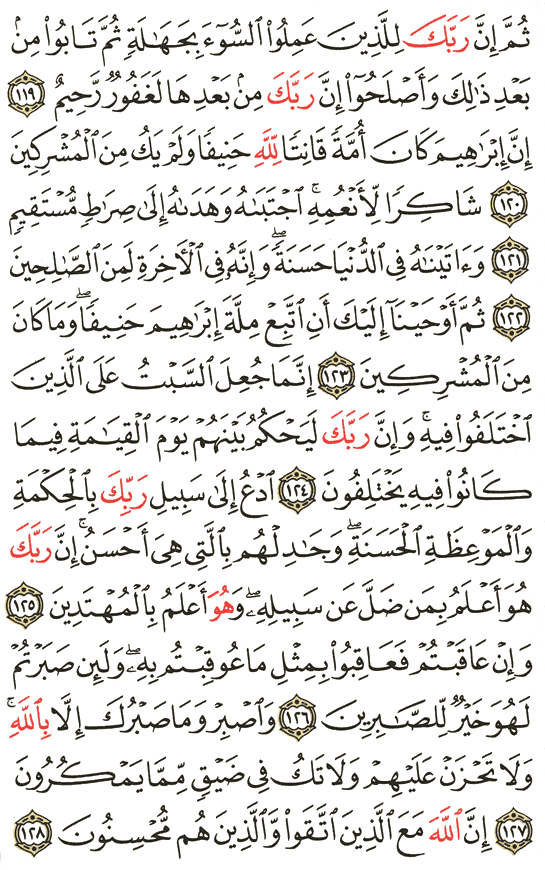 ثُمَّ إِنَّ رَبَّكَ لِلَّذِينَ عَمِلُوا۟ ٱلسُّوٓءَ بِجَهَٰلَةٍ ثُمَّ تَابُوا۟ مِنۢ
بَعْدِ ذَٰلِكَ وَأَصْلَحُوٓا۟ إِنَّ رَبَّكَ مِنۢ بَعْدِهَا لَغَفُورٌ رَّحِيمٌ ١١٩
إِنَّ إِبْرَٰهِيمَ كَانَ أُمَّةً قَانِتًا لِّلَّهِ حَنِيفًا وَلَمْ يَكُ مِنَ ٱلْمُشْرِكِينَ
١٢٠ شَاكِرًا لِّأَنْعُمِهِ ۚ ٱجْتَبَىٰهُ وَهَدَىٰهُ إِلَىٰ صِرَٰطٍ مُّسْتَقِيمٍ
١٢١ وَءَاتَيْنَٰهُ فِى ٱلدُّنْيَا حَسَنَةً ۖ وَإِنَّهُۥ فِى ٱلْءَاخِرَةِ لَمِنَ ٱلصَّٰلِحِينَ
١٢٢ ثُمَّ أَوْحَيْنَآ إِلَيْكَ أَنِ ٱتَّبِعْ مِلَّةَ إِبْرَٰهِيمَ حَنِيفًا ۖ وَمَا كَانَ
مِنَ ٱلْمُشْرِكِينَ ١٢٣ إِنَّمَا جُعِلَ ٱلسَّبْتُ عَلَى ٱلَّذِينَ
ٱخْتَلَفُوا۟ فِيهِ ۚ وَإِنَّ رَبَّكَ لَيَحْكُمُ بَيْنَهُمْ يَوْمَ ٱلْقِيَٰمَةِ فِيمَا
كَانُوا۟ فِيهِ يَخْتَلِفُونَ ١٢٤ ٱدْعُ إِلَىٰ سَبِيلِ رَبِّكَ بِٱلْحِكْمَةِ
وَٱلْمَوْعِظَةِ ٱلْحَسَنَةِ ۖ وَجَٰدِلْهُم بِٱلَّتِى هِىَ أَحْسَنُ ۚ إِنَّ رَبَّكَ
هُوَ أَعْلَمُ بِمَن ضَلَّ عَن سَبِيلِهِۦ ۖ وَهُوَ أَعْلَمُ بِٱلْمُهْتَدِينَ ١٢٥
وَإِنْ عَاقَبْتُمْ فَعَاقِبُوا۟ بِمِثْلِ مَا عُوقِبْتُم بِهِۦ ۖ وَلَئِن صَبَرْتُمْ
لَهُوَ خَيْرٌ لِّلصَّٰبِرِينَ ١٢٦ وَٱصْبِرْ وَمَا صَبْرُكَ إِلَّا بِٱللَّهِ ۚ
وَلَا تَحْزَنْ عَلَيْهِمْ وَلَا تَكُ فِى ضَيْقٍ مِّمَّا يَمْكُرُونَ
١٢٧ إِنَّ ٱللَّهَ مَعَ ٱلَّذِينَ ٱتَّقَوا۟ وَّٱلَّذِينَ هُم مُّحْسِنُونَ ١٢٨